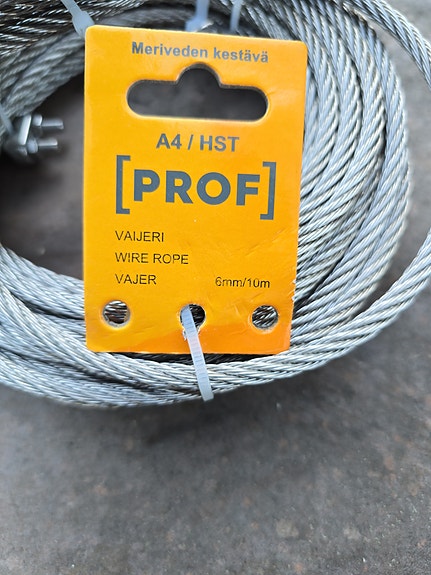 Meriveden kestävä
A4 / HST
[PROF]
VAIJERI
WIRE ROPE
VAJER 6mm/10m